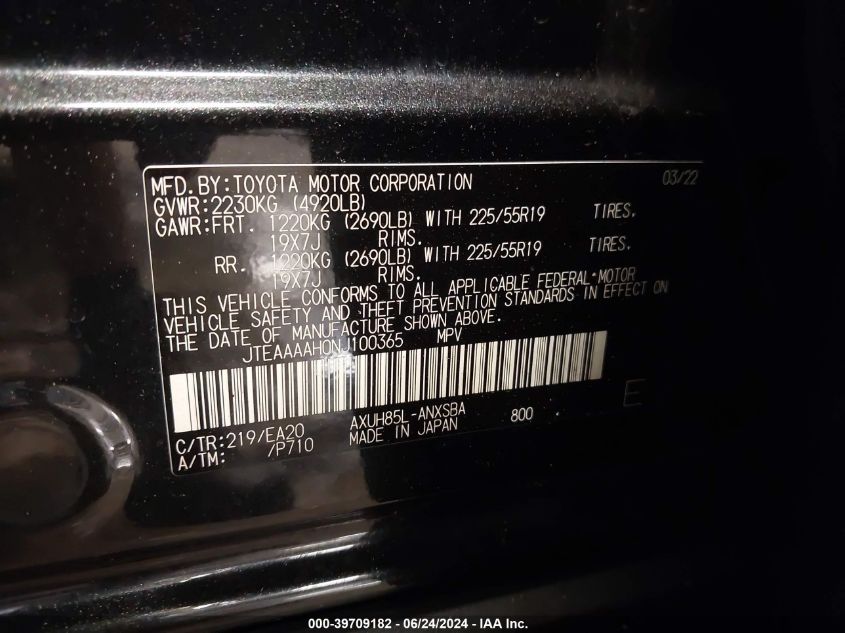 MFD.BY:TOYOTA MOTOR CORPORATION 03/22
GVWR:2230KG (4920LB)
GAWR:FRT. 1220KG (2690LB) WITH 225/55R19 TIRES.
19X7J RIMS.
RR. 1220KG (2690LB) WITH 225/55R19 TIRES.
19X7J RIMS.
THIS VEHICLE CONFORMS TO ALL APPLICABLE FEDERAL MOTOR
VEHICLE SAFETY AND THEFT PREVENTION STANDARDS IN EFFECT ON
THE DATE OF MANUFACTURE SHOWN ABOVE.
JTEAAAAH0NJ100365 MPV
C/TR:219/EA20 AXUH85L-ANXSBA 800 E
A/TM: /P710 MADE IN JAPAN
000-39709182 / 06/24/2024 - IAA Inc.